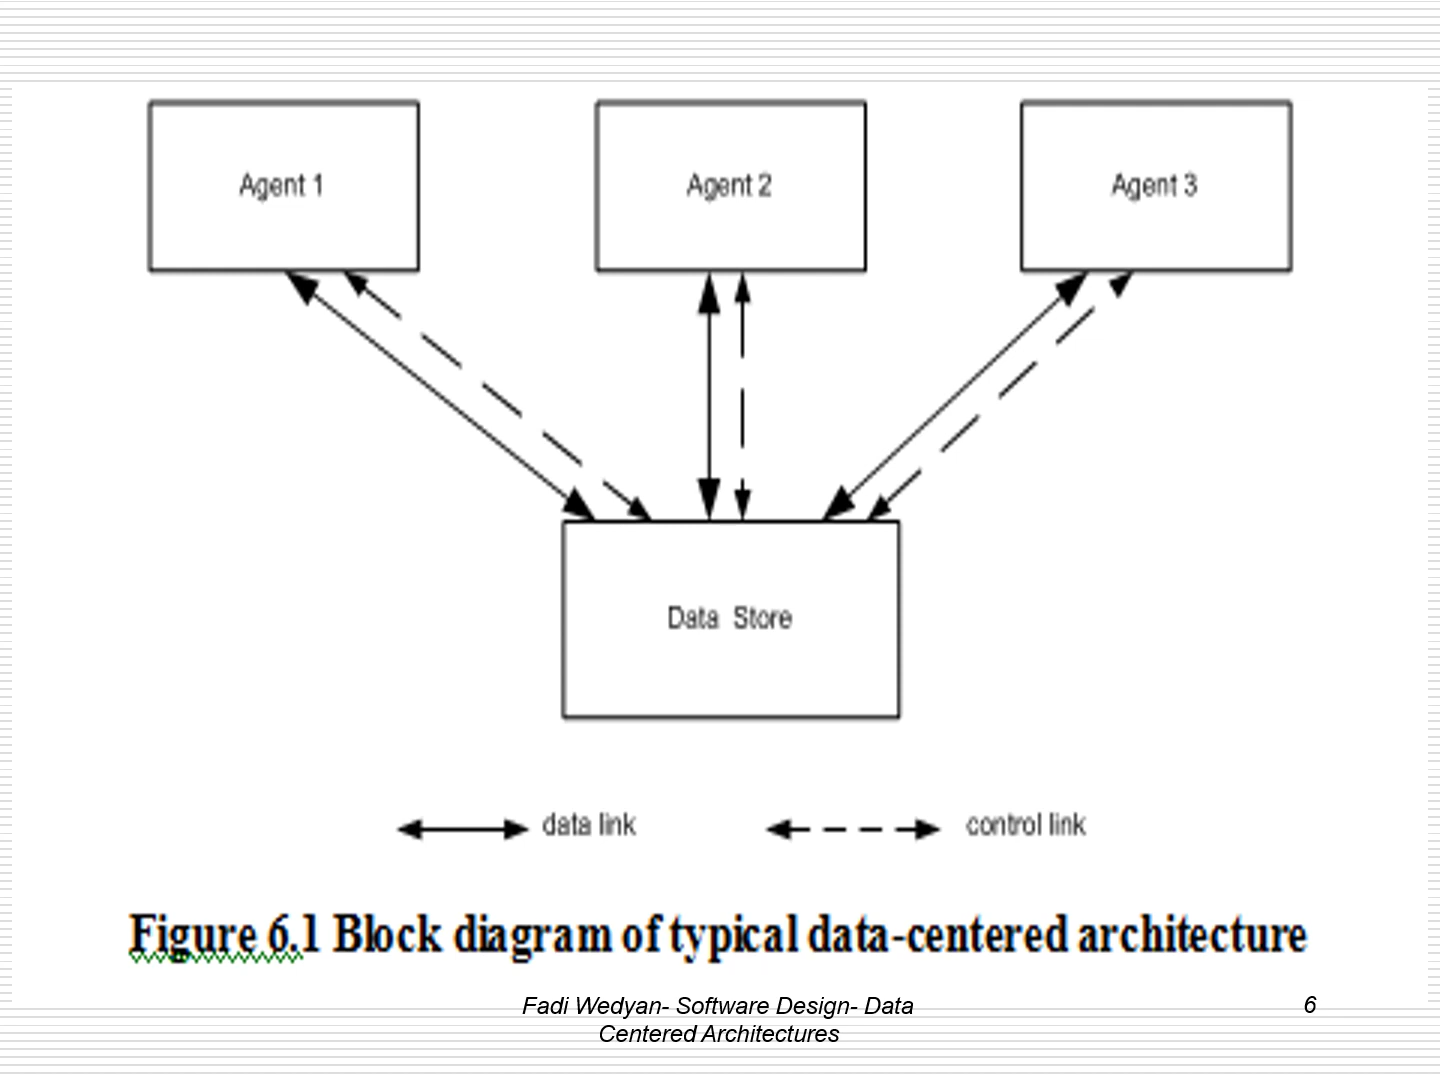 Agent 1 Agent 2 Agent 3
Data Store
data link control link
Figure 6.1 Block diagram of typical data-centered architecture
Fadi Wedyan- Software Design- Data
Centered Architectures
6